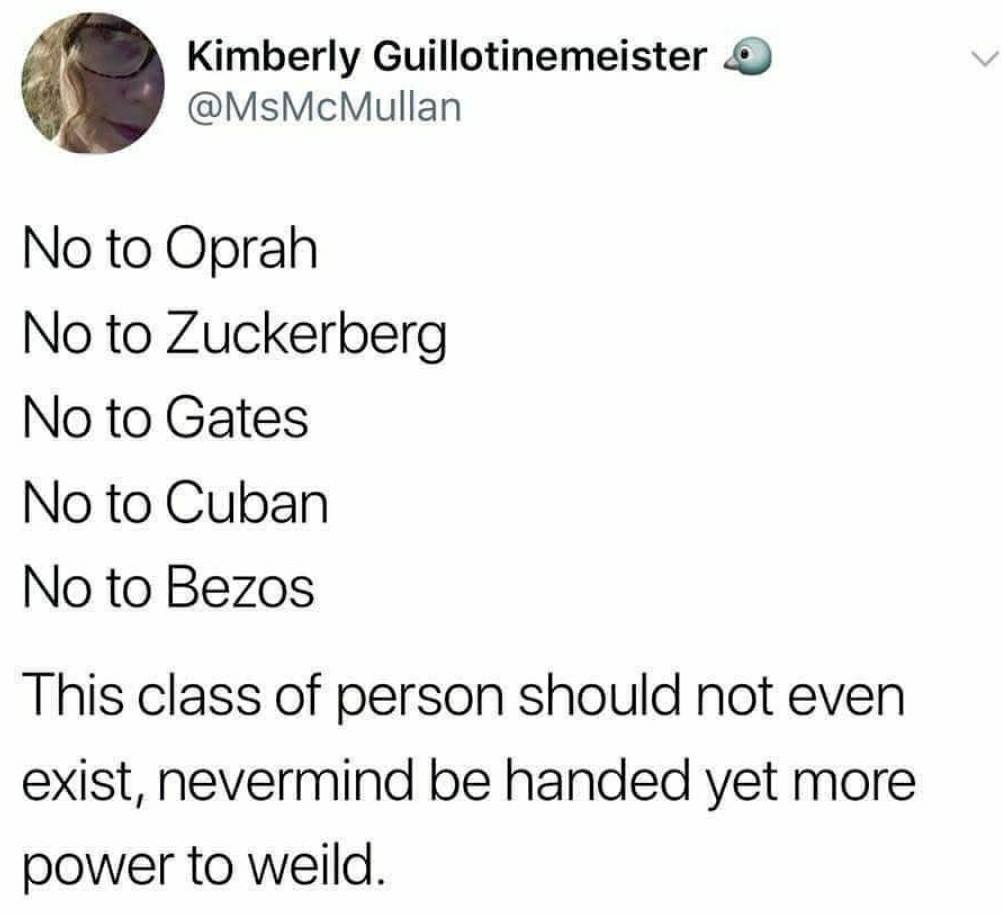 Kimberly Guillotinemeister
@MsMcMullan
No to Oprah
No to Zuckerberg
No to Gates
No to Cuban
No to Bezos
This class of person should not even
exist, nevermind be handed yet more
power to weild.